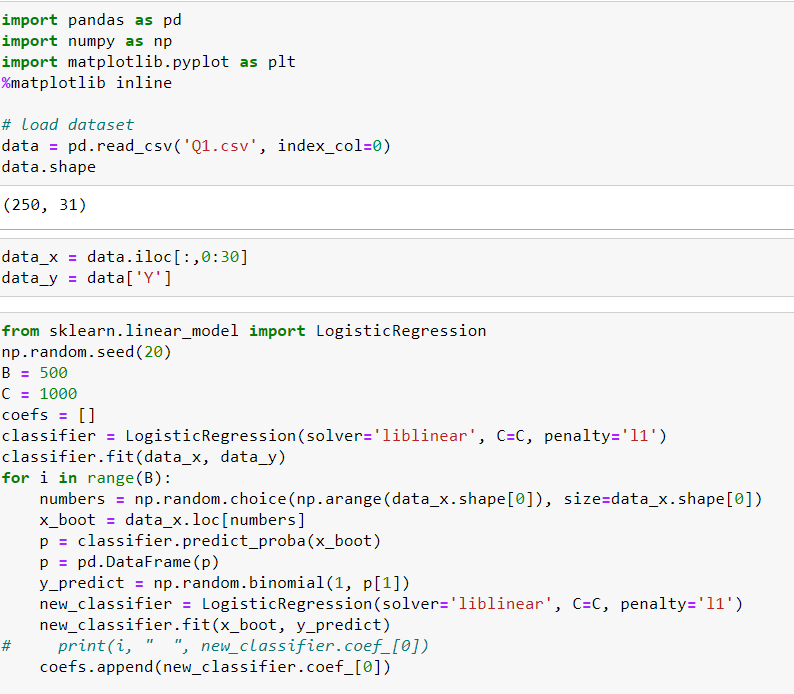 import pandas as pd
import numpy as np
import matplotlib.pyplot as plt
%matplotlib inline

# load dataset
data = pd.read_csv('Q1.csv', index_col=0)
data.shape
(250, 31)
data_x = data.iloc[:,0:30]
data_y = data['Y']
from sklearn.linear_model import LogisticRegression
np.random.seed(20)
B = 500
C = 1000
coefs = []
classifier = LogisticRegression(solver='liblinear', C=C, penalty='l1')
classifier.fit(data_x, data_y)
for i in range(B):
    numbers = np.random.choice(np.arange(data_x.shape[0]), size=data_x.shape[0])
    x_boot = data_x.loc[numbers]
    p = classifier.predict_proba(x_boot)
    p = pd.DataFrame(p)
    y_predict = np.random.binomial(1, p[1])
    new_classifier = LogisticRegression(solver='liblinear', C=C, penalty='l1')
    new_classifier.fit(x_boot, y_predict)
#     print(i, "  ", new_classifier.coef_[0])
    coefs.append(new_classifier.coef_[0])